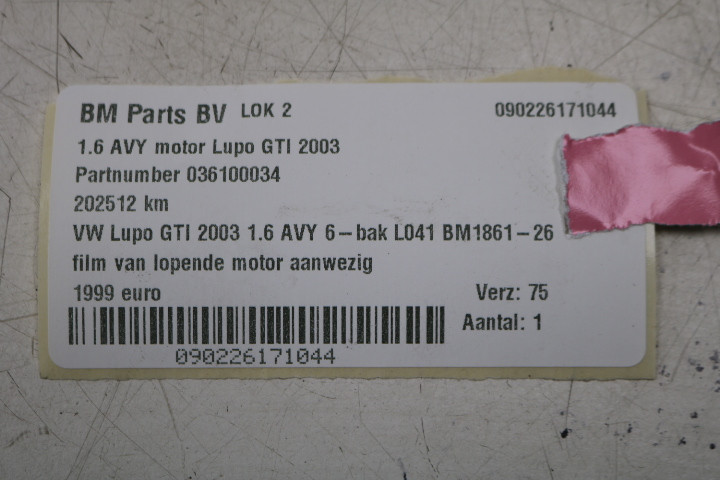 BM Parts BV LOK 2 090226171044
1.6 AVY motor Lupo GTI 2003
Partnumber 036100034
202512 km
VW Lupo GTI 2003 1.6 AVY 6-bak L041 BM1861-26
film van lopende motor aanwezig
1999 euro Verz: 75
Aantal: 1
090226171044